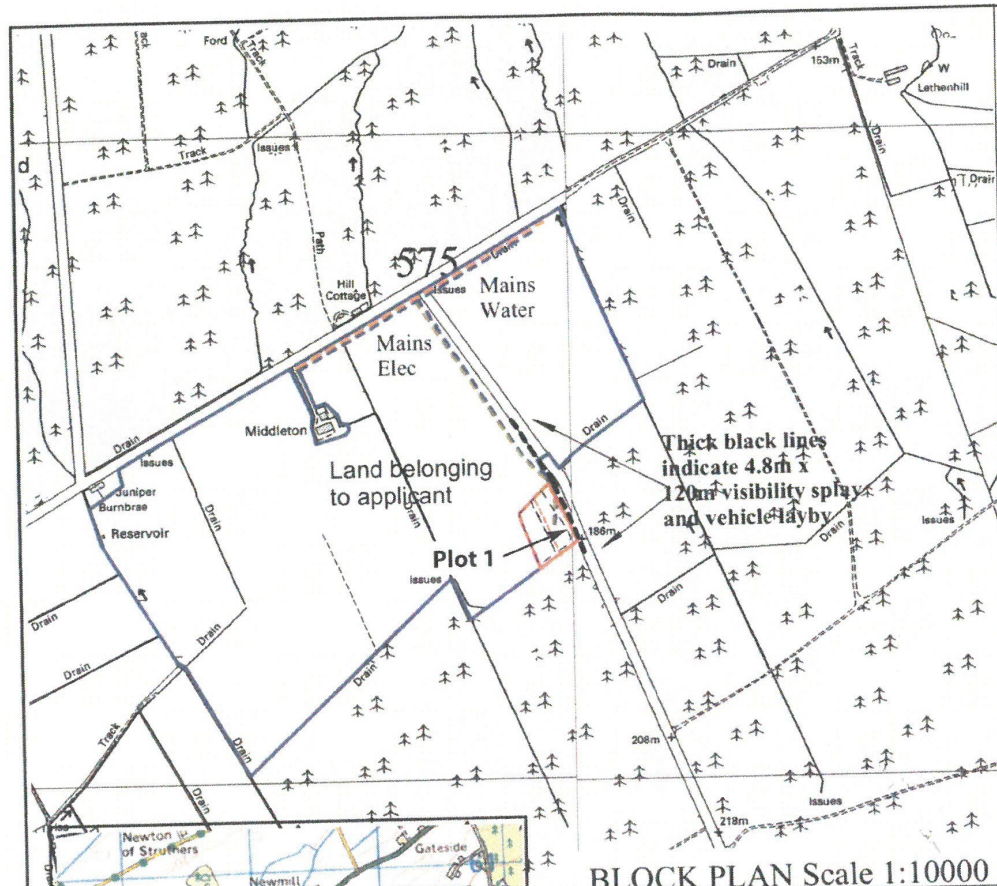 Ford
Track
Track
Issues
Track
Path
Drain
153m
Track
W
Lethenhill
Drain
Drain
d
575
Hill
Cottage
Issues
Drain
Drain
Mains
Water
Mains
Elec
Middleton
Drain
Issues
Juniper
Burnbrae
Reservoir
Drain
Land belonging
to applicant
Drain
Thick black lines
indicate 4.8m x
120m visibility splay
and vehicle layby
186m
Plot 1
Issues
Drain
Drain
Issues
Drain
Drain
Drain
Drain
Track
Drain
Drain
208m
Issues
218m
Newton
of Struthers
Gateside
Newmill
BLOCK PLAN Scale 1:10000